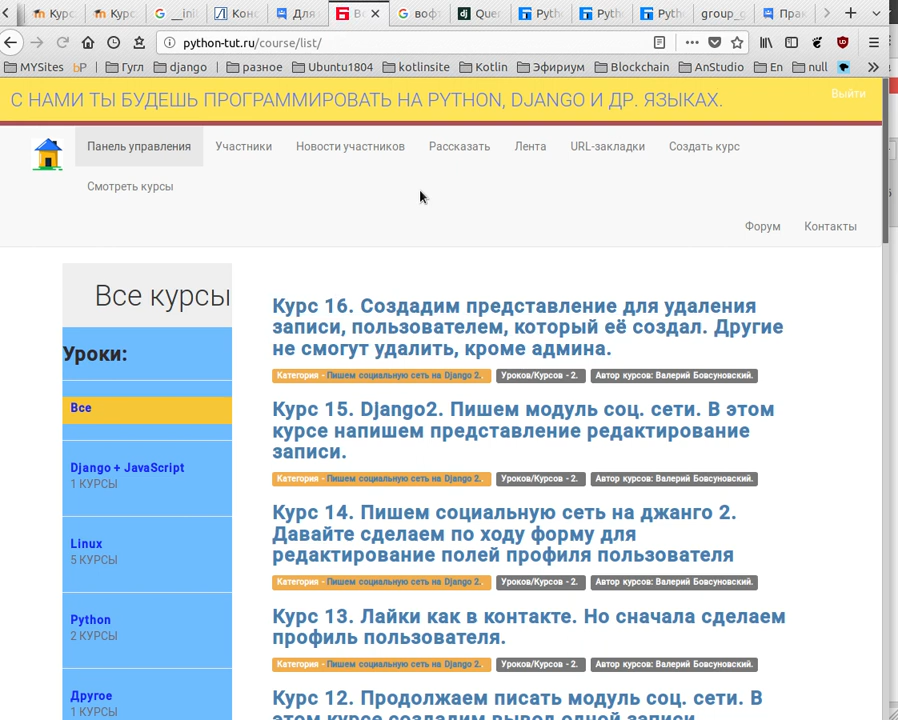 Курс
Курс
__ini
Конс
Для
В
вофт
dj Quer
Pyth
Pyth
Pyth
group_g
Прак
python-tut.ru/course/list/
MYSites
bP
Гугл
django
разное
Ubuntu1804
kotlinsite
Kotlin
Эфириум
Blockchain
AnStudio
En
null
С НАМИ ТЫ БУДЕШЬ ПРОГРАММИРОВАТЬ НА PYTHON, DJANGO И ДР. ЯЗЫКАХ.
Выйти
Панель управления
Участники
Новости участников
Рассказать
Лента
URL-закладки
Создать курс
Смотреть курсы
Форум
Контакты
Все курсы
Уроки:
Все
Django + JavaScript
1 КУРСЫ
Linux
5 КУРСЫ
Python
2 КУРСЫ
Другое
1 КУРСЫ
Курс 16. Создадим представление для удаления
записи, пользователем, который её создал. Другие
не смогут удалить, кроме админа.
Категория - Пишем социальную сеть на Django 2. Уроков/Курсов - 2. Автор курсов: Валерий Бовсуновский.
Курс 15. Django2. Пишем модуль соц. сети. В этом
курсе напишем представление редактирование
записи.
Категория - Пишем социальную сеть на Django 2. Уроков/Курсов - 2. Автор курсов: Валерий Бовсуновский.
Курс 14. Пишем социальную сеть на джанго 2.
Давайте сделаем по ходу форму для
редактирование полей профиля пользователя
Категория - Пишем социальную сеть на Django 2. Уроков/Курсов - 2. Автор курсов: Валерий Бовсуновский.
Курс 13. Лайки как в контакте. Но сначала сделаем
профиль пользователя.
Категория - Пишем социальную сеть на Django 2. Уроков/Курсов - 2. Автор курсов: Валерий Бовсуновский.
Курс 12. Продолжаем писать модуль соц. сети. В
этом курсе создадим вывод одной записи